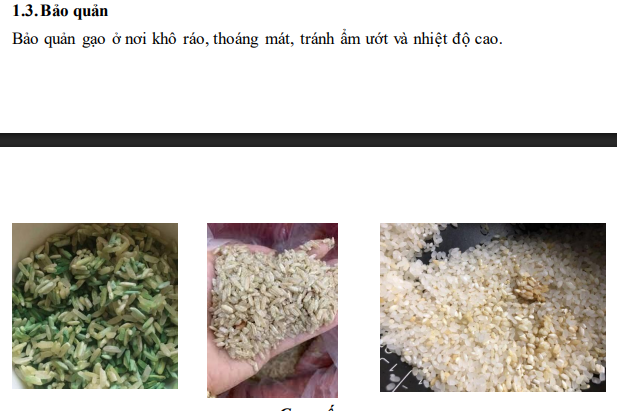 1.3. Bảo quản
Bảo quản gạo ở nơi khô ráo, thoáng mát, tránh ẩm ướt và nhiệt độ cao.